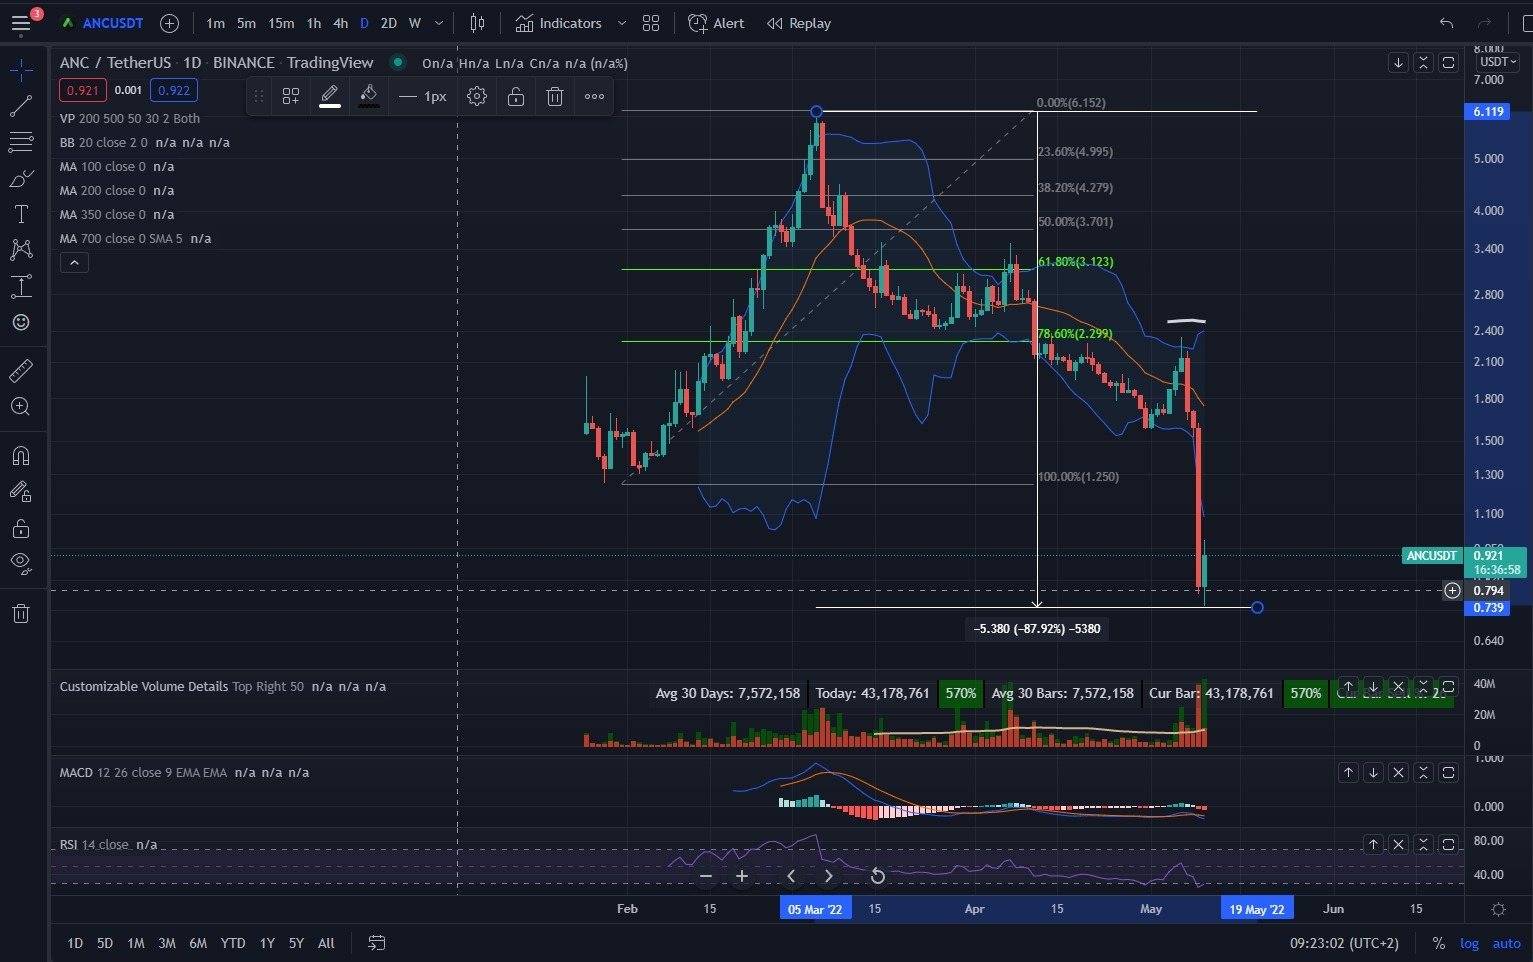 3
ANCUSDT 1m 5m 15m 1h 4h D 2D W Indicators Alert Replay
ANC / TetherUS 1D BINANCE TradingView On/a Hn/a Ln/a Cn/a n/a (n/a%)
0.921 0.001 0.922
1px
VP 200 500 50 30 2 Both
BB 20 close 2 0 n/a n/a n/a
MA 100 close 0 n/a
MA 200 close 0 n/a
MA 350 close 0 n/a
MA 700 close 0 SMA 5 n/a
0.00%(6.152)
23.60%(4.995)
38.20%(4.279)
50.00%(3.701)
61.80%(3.123)
78.60%(2.299)
100.00%(1.250)
−5.380 (−87.92%) −5380
8.000
USDT
7.000
6.119
5.000
4.000
3.400
2.800
2.400
2.100
1.800
1.500
1.300
1.100
ANCUSDT 0.921
16:36:58
0.794
0.739
0.640
Customizable Volume Details Top Right 50 n/a n/a n/a
Avg 30 Days: 7,572,158 Today: 43,178,761 570% Avg 30 Bars: 7,572,158 Cur Bar: 43,178,761 570%
40M
20M
0
MACD 12 26 close 9 EMA EMA n/a n/a n/a
1.000
0.000
RSI 14 close n/a
80.00
40.00
Feb 15 05 Mar '22 15 Apr 15 May 19 May '22 Jun 15
1D 5D 1M 3M 6M YTD 1Y 5Y All 09:23:02 (UTC+2) % log auto